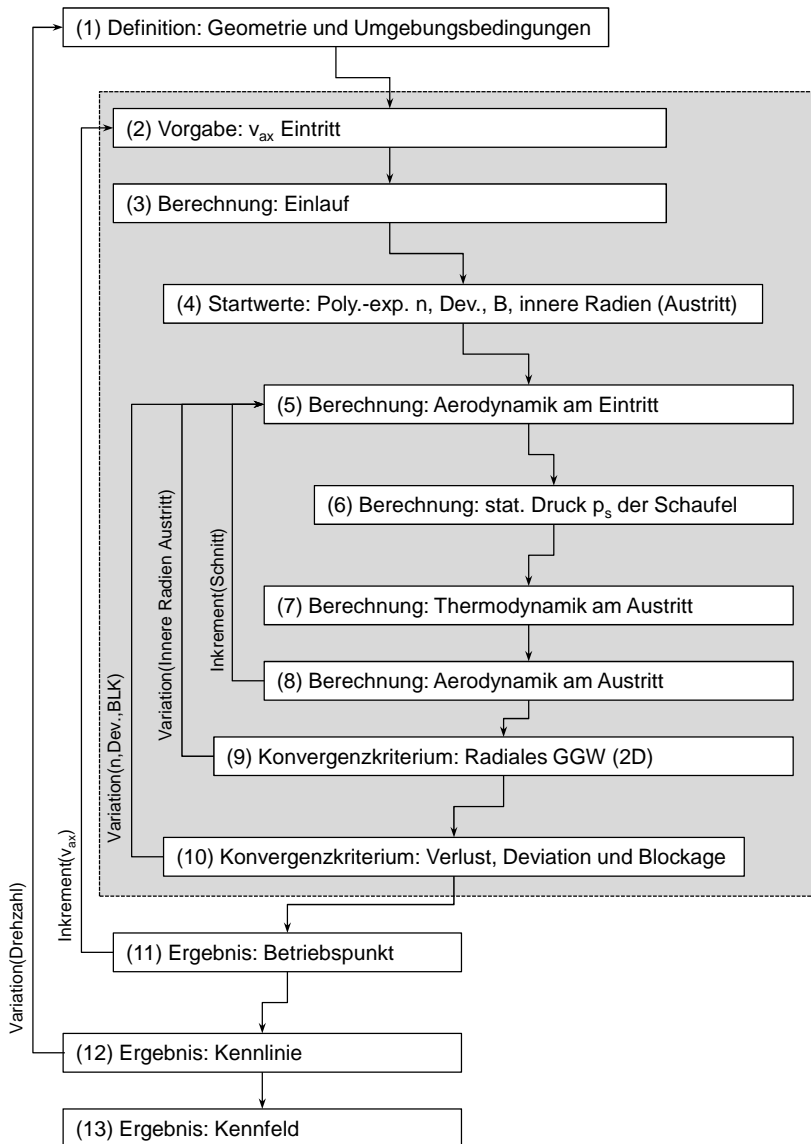 (1) Definition: Geometrie und Umgebungsbedingungen
(2) Vorgabe: vax Eintritt
(3) Berechnung: Einlauf
(4) Startwerte: Poly.-exp. n, Dev., B, innere Radien (Austritt)
(5) Berechnung: Aerodynamik am Eintritt
(6) Berechnung: stat. Druck ps der Schaufel
(7) Berechnung: Thermodynamik am Austritt
(8) Berechnung: Aerodynamik am Austritt
(9) Konvergenzkriterium: Radiales GGW (2D)
(10) Konvergenzkriterium: Verlust, Deviation und Blockage
(11) Ergebnis: Betriebspunkt
(12) Ergebnis: Kennlinie
(13) Ergebnis: Kennfeld
Variation(Drehzahl)
Inkrement(vax)
Variation(n,Dev.,BLK)
Variation(Innere Radien Austritt)
Inkrement(Schnitt)